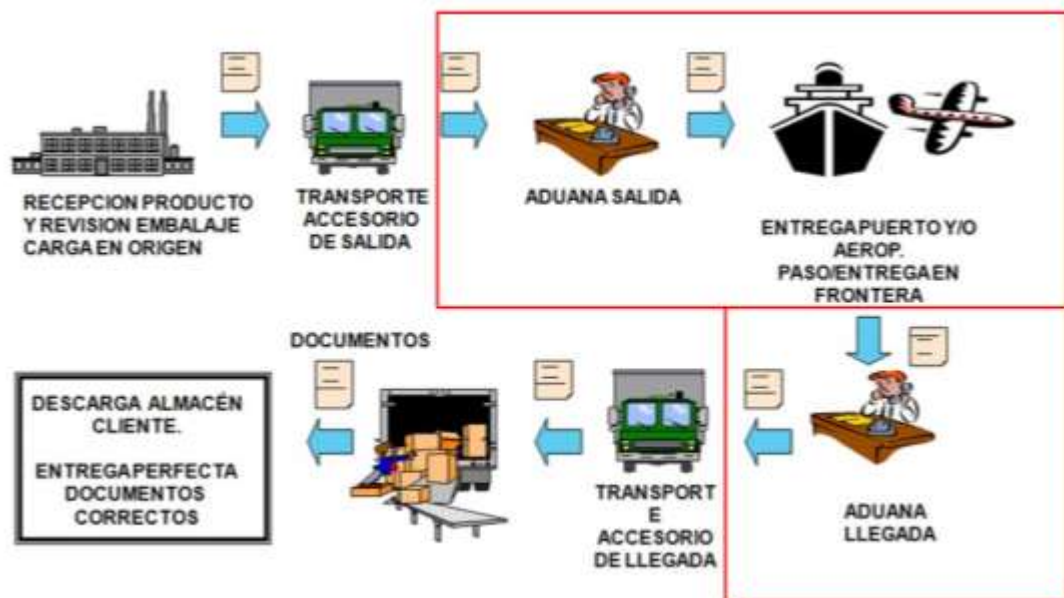 RECEPCION PRODUCTO
Y REVISION EMBALAJE
CARGA EN ORIGEN
TRANSPORTE
ACCESORIO
DE SALIDA
ADUANA SALIDA
ENTREGA PUERTO Y/O
AEROP.
PASO/ENTREGA EN
FRONTERA
ADUANA
LLEGADA
TRANSPORT
E
ACCESORIO
DE LLEGADA
DOCUMENTOS
DESCARGA ALMACÉN
CLIENTE.
ENTREGA PERFECTA
DOCUMENTOS
CORRECTOS